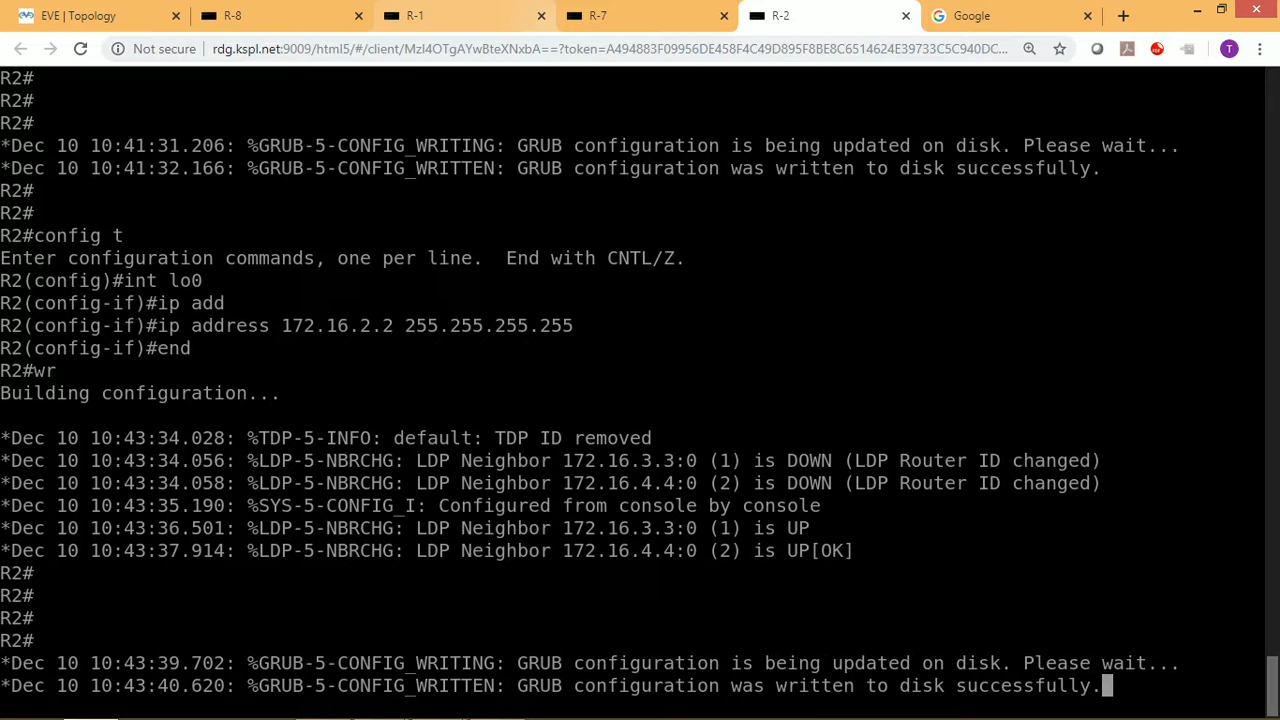 EVE | Topology
R-8
R-1
R-7
R-2
Google
Not secure
rdg.kspl.net:9009/html5/#/client/MzI4OTgAYwBteXNxbA==?token=A494883F09956DE458F4C49D895F8BE8C6514624E39733C5C940DC...
T
R2#
R2#
R2#
*Dec 10 10:41:31.206: %GRUB-5-CONFIG_WRITING: GRUB configuration is being updated on disk. Please wait...
*Dec 10 10:41:32.166: %GRUB-5-CONFIG_WRITTEN: GRUB configuration was written to disk successfully.
R2#
R2#
R2#config t
Enter configuration commands, one per line.  End with CNTL/Z.
R2(config)#int lo0
R2(config-if)#ip add
R2(config-if)#ip address 172.16.2.2 255.255.255.255
R2(config-if)#end
R2#wr
Building configuration...
*Dec 10 10:43:34.028: %TDP-5-INFO: default: TDP ID removed
*Dec 10 10:43:34.056: %LDP-5-NBRCHG: LDP Neighbor 172.16.3.3:0 (1) is DOWN (LDP Router ID changed)
*Dec 10 10:43:34.058: %LDP-5-NBRCHG: LDP Neighbor 172.16.4.4:0 (2) is DOWN (LDP Router ID changed)
*Dec 10 10:43:35.190: %SYS-5-CONFIG_I: Configured from console by console
*Dec 10 10:43:36.501: %LDP-5-NBRCHG: LDP Neighbor 172.16.3.3:0 (1) is UP
*Dec 10 10:43:37.914: %LDP-5-NBRCHG: LDP Neighbor 172.16.4.4:0 (2) is UP[OK]
R2#
R2#
R2#
R2#
*Dec 10 10:43:39.702: %GRUB-5-CONFIG_WRITING: GRUB configuration is being updated on disk. Please wait...
*Dec 10 10:43:40.620: %GRUB-5-CONFIG_WRITTEN: GRUB configuration was written to disk successfully.